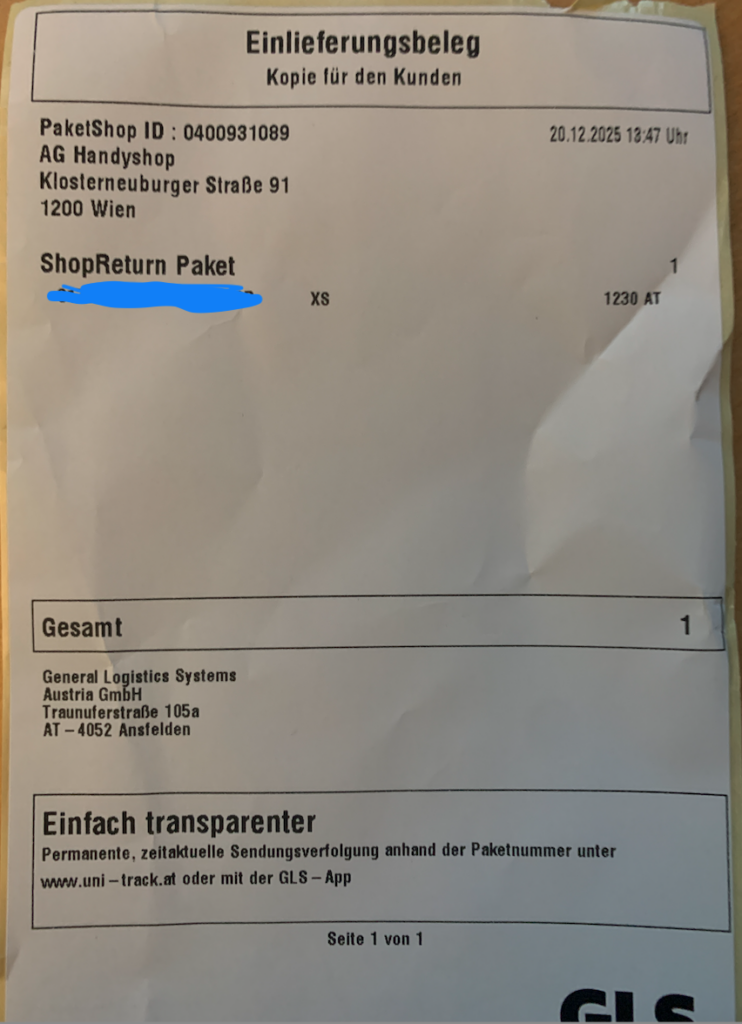 Einlieferungsbeleg
Kopie für den Kunden
PaketShop ID : 0400931089
20.12.2025 13:47 Uhr
AG Handyshop
Klosterneuburger Straße 91
1200 Wien
ShopReturn Paket 1
XS 1230 AT
Gesamt 1
General Logistics Systems
Austria GmbH
Traunuferstraße 105a
AT-4052 Ansfelden
Einfach transparenter
Permanente, zeitaktuelle Sendungsverfolgung anhand der Paketnummer unter
www.uni-track.at oder mit der GLS-App
Seite 1 von 1
GLS